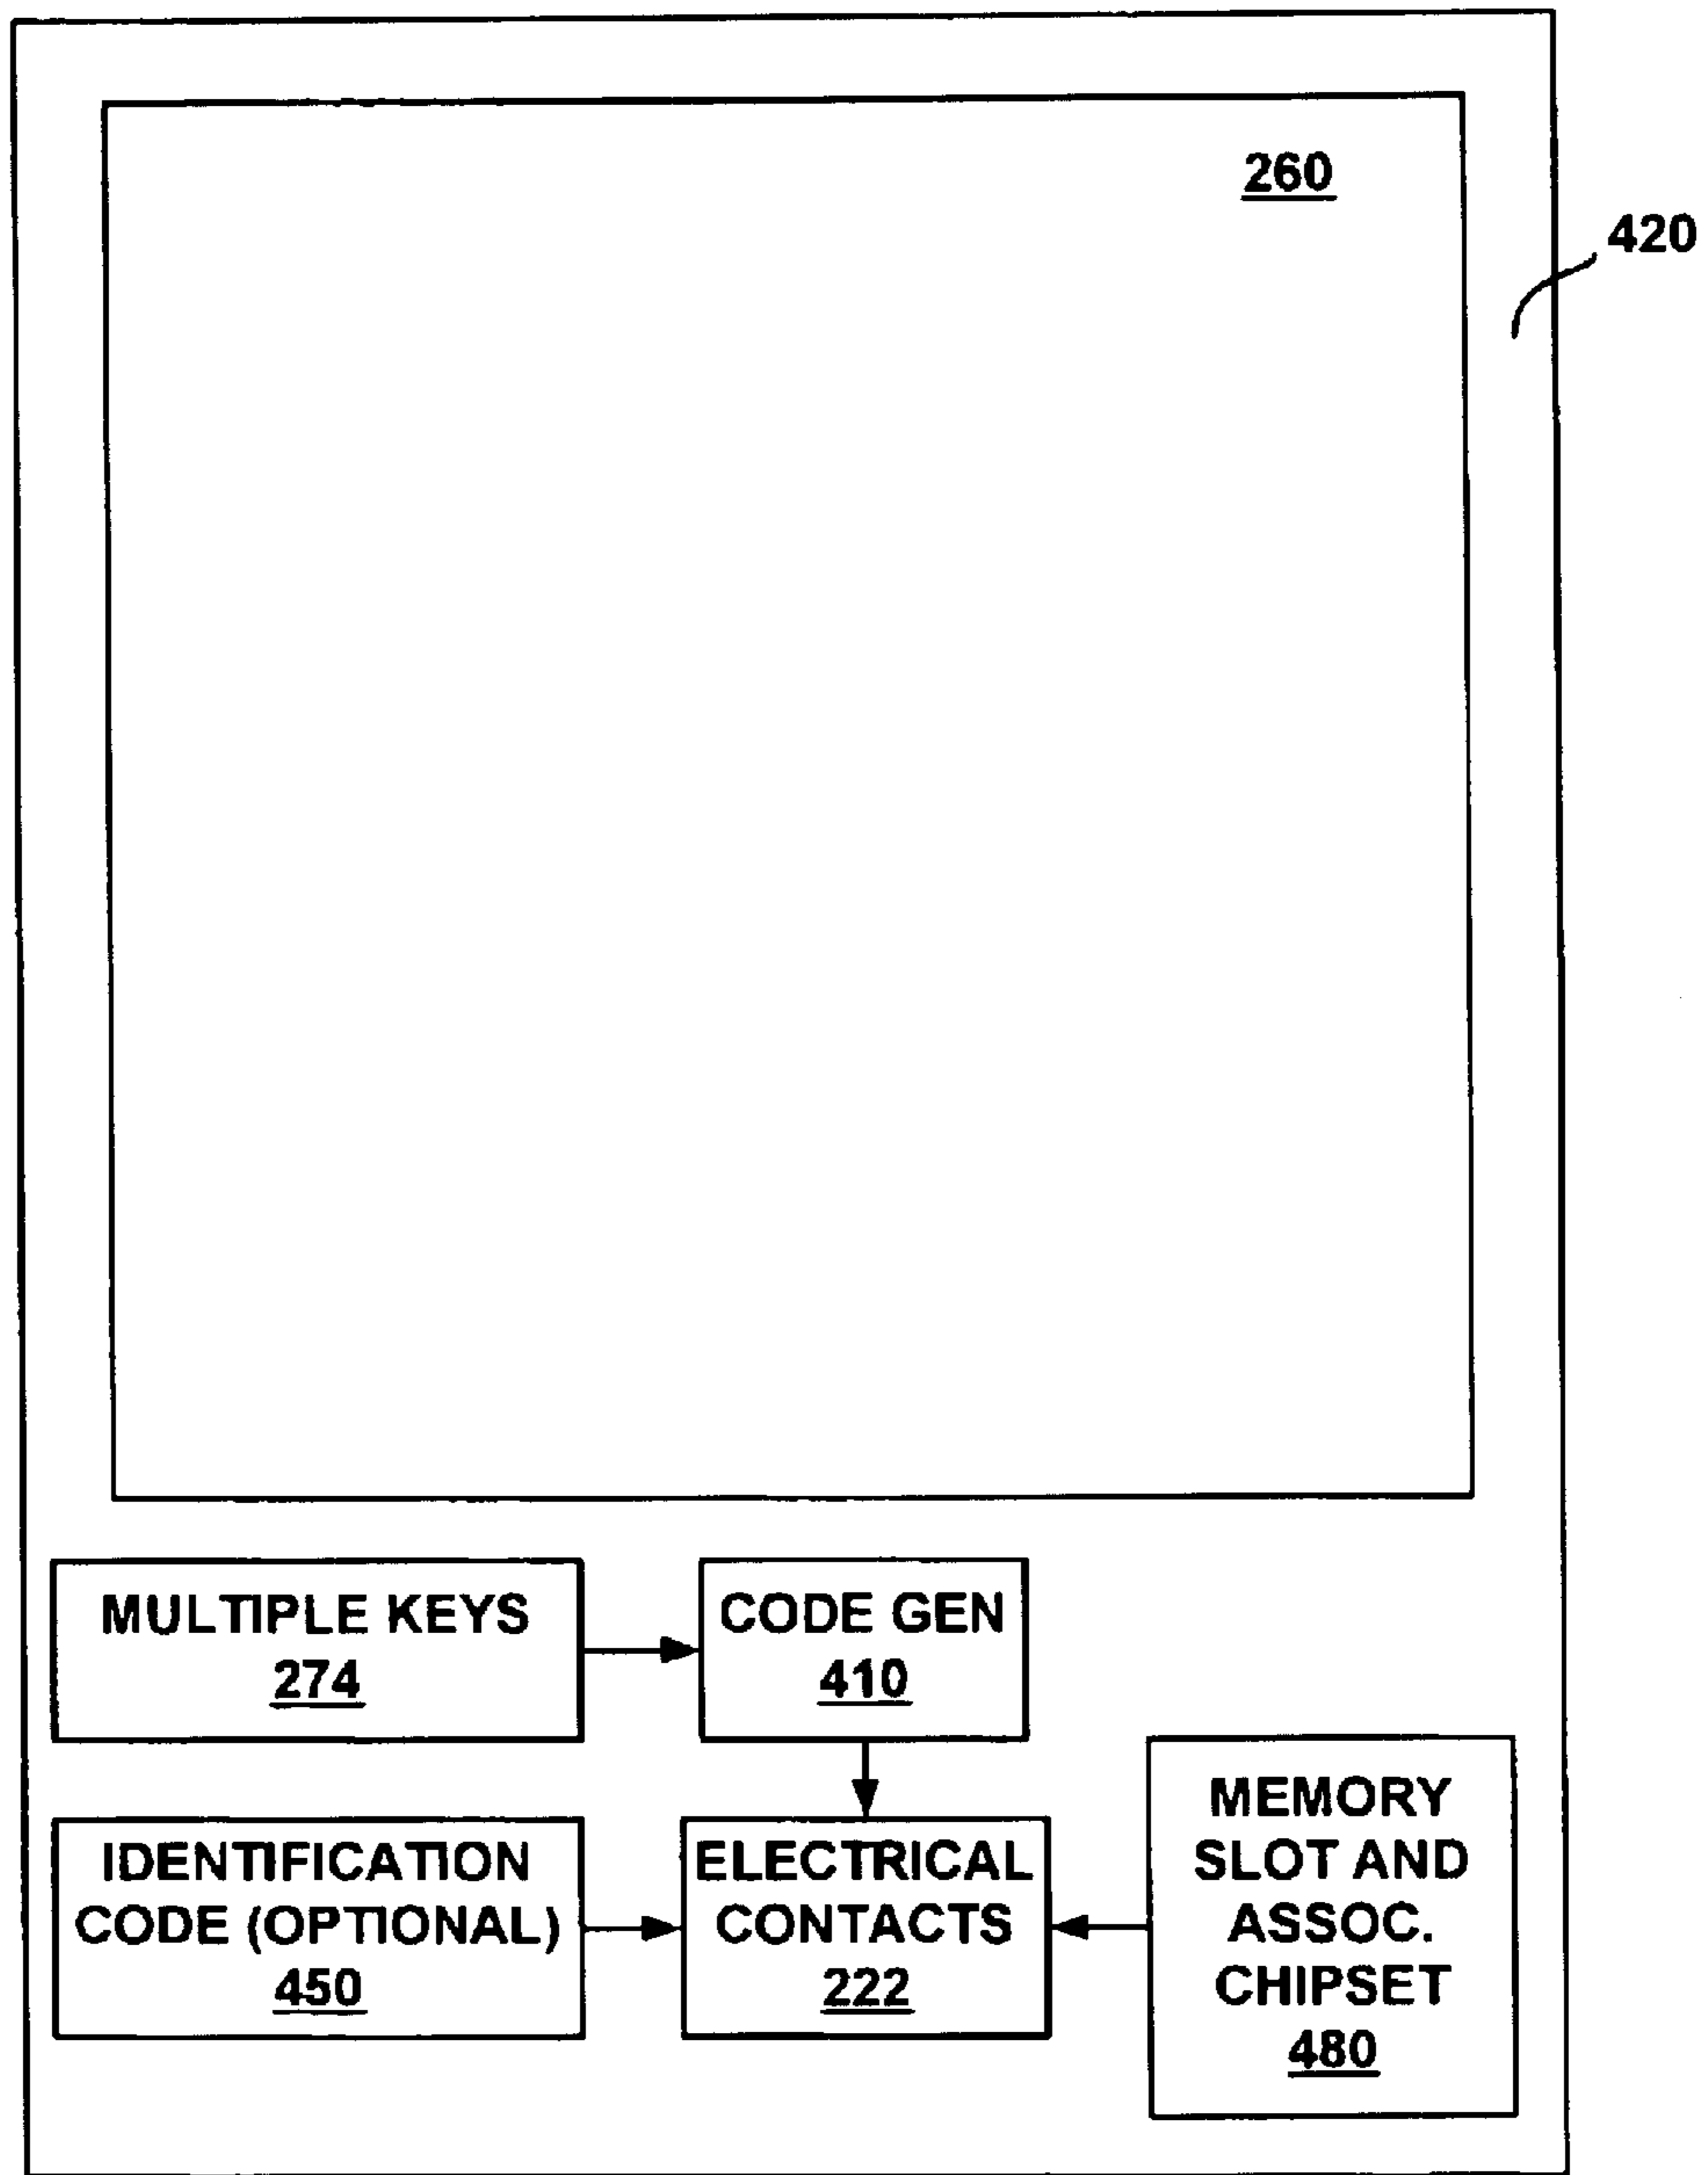 260
420
MULTIPLE KEYS
274
CODE GEN
410
IDENTIFICATION
CODE (OPTIONAL)
450
ELECTRICAL
CONTACTS
222
MEMORY
SLOT AND
ASSOC.
CHIPSET
480